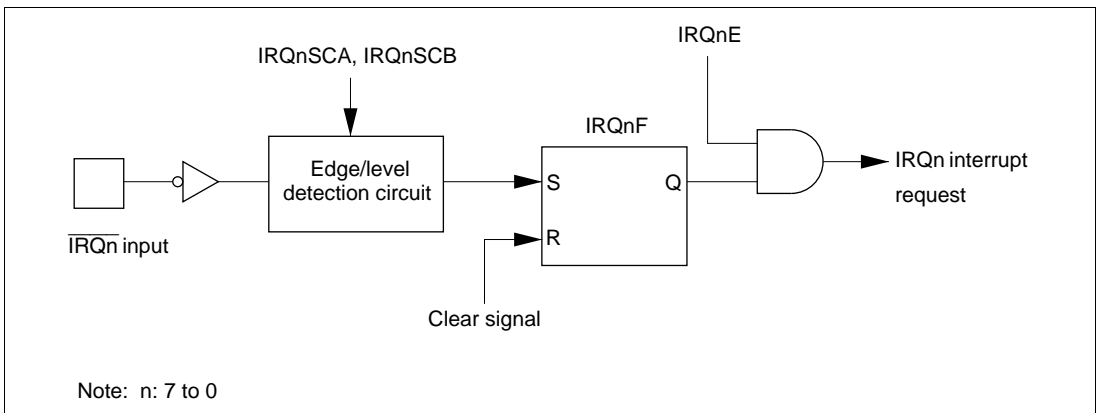 IRQnE
IRQnSCA, IRQnSCB
IRQnF
Edge/level
detection circuit
S
Q
R
IRQn interrupt
request
IRQn input
Clear signal
Note: n: 7 to 0